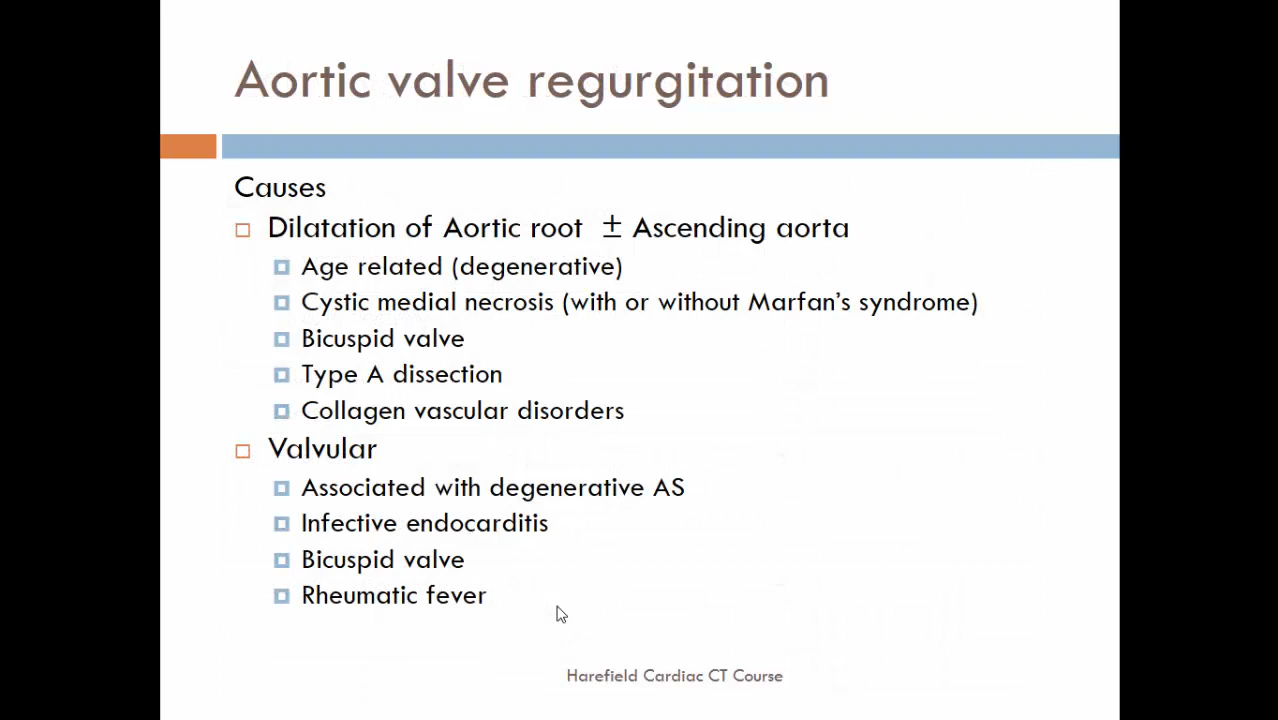 Aortic valve regurgitation
Causes
Dilatation of Aortic root ± Ascending aorta
Age related (degenerative)
Cystic medial necrosis (with or without Marfan's syndrome)
Bicuspid valve
Type A dissection
Collagen vascular disorders
Valvular
Associated with degenerative AS
Infective endocarditis
Bicuspid valve
Rheumatic fever
Harefield Cardiac CT Course